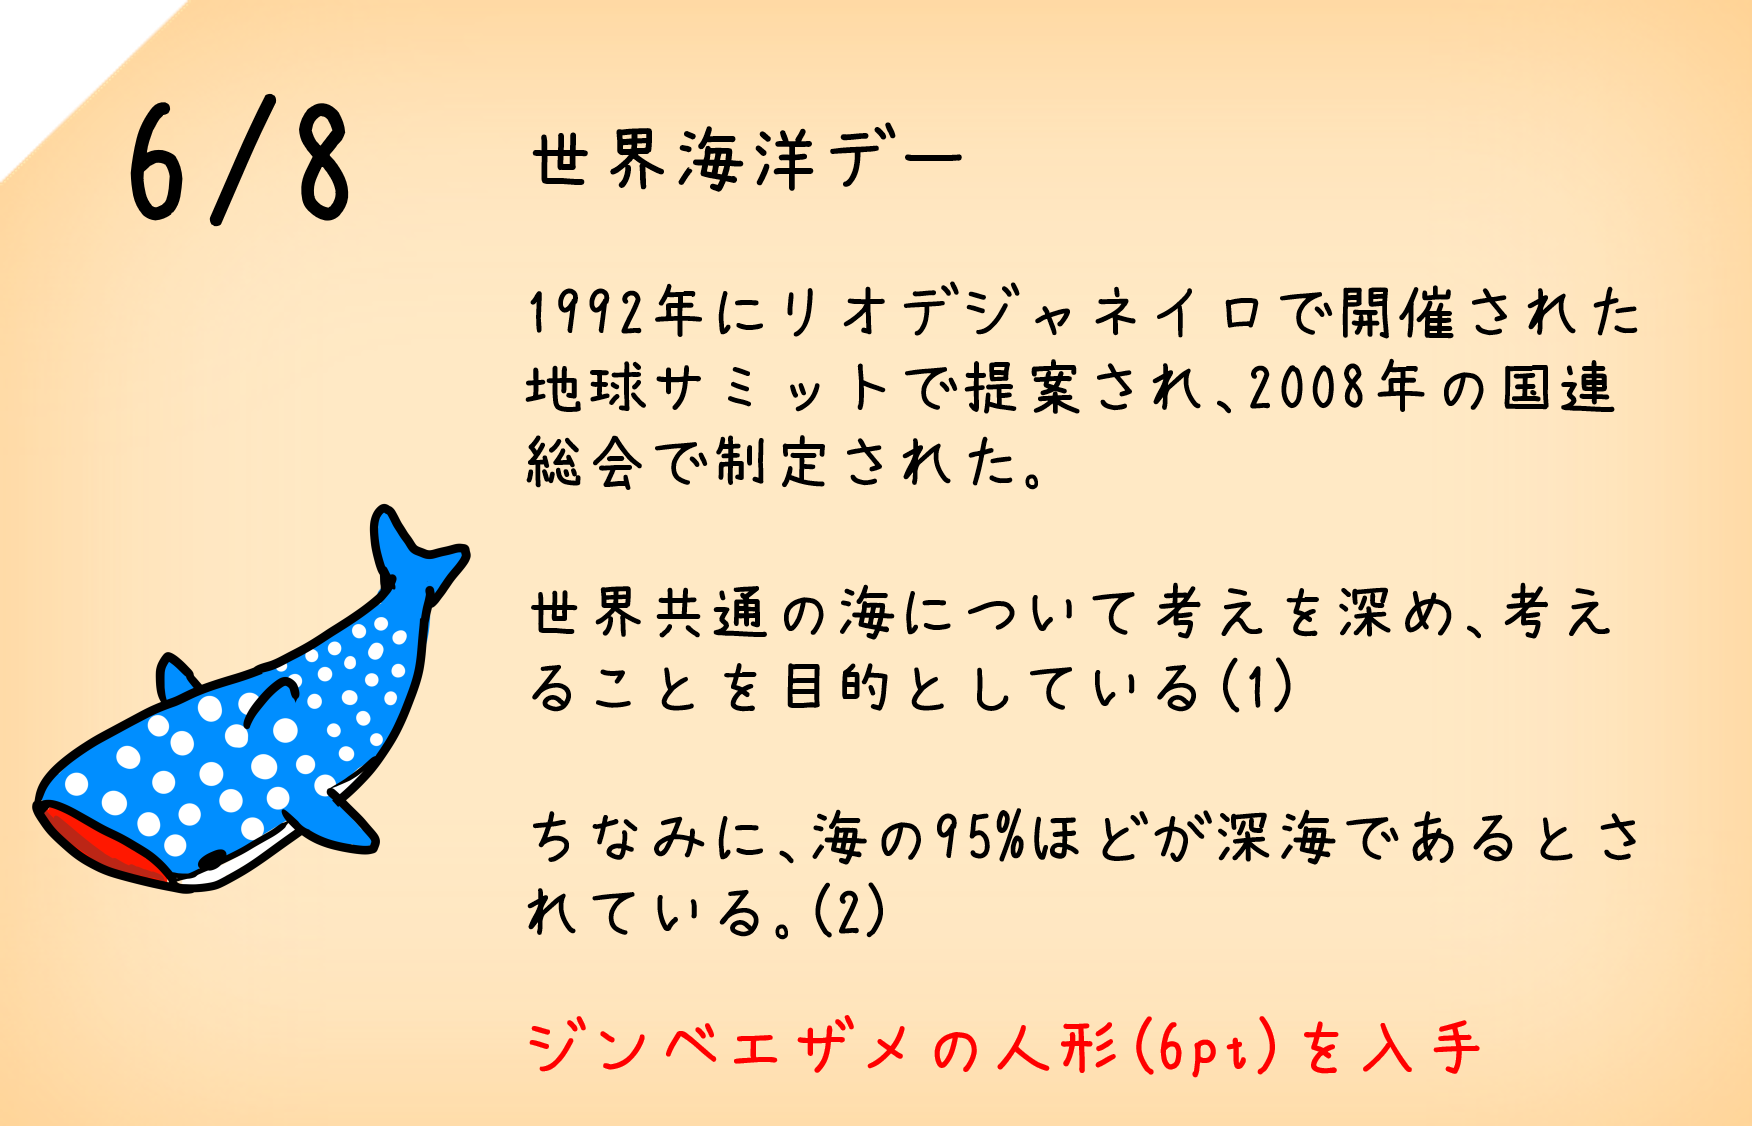 6/8
世界海洋デー
1992年にリオデジャネイロで開催された
地球サミットで提案され、2008年の国連
総会で制定された。
世界共通の海について考えを深め、考え
ることを目的としている(1)
ちなみに、海の95%ほどが深海であるとさ
れている。(2)
ジンベエザメの人形(6pt)を入手